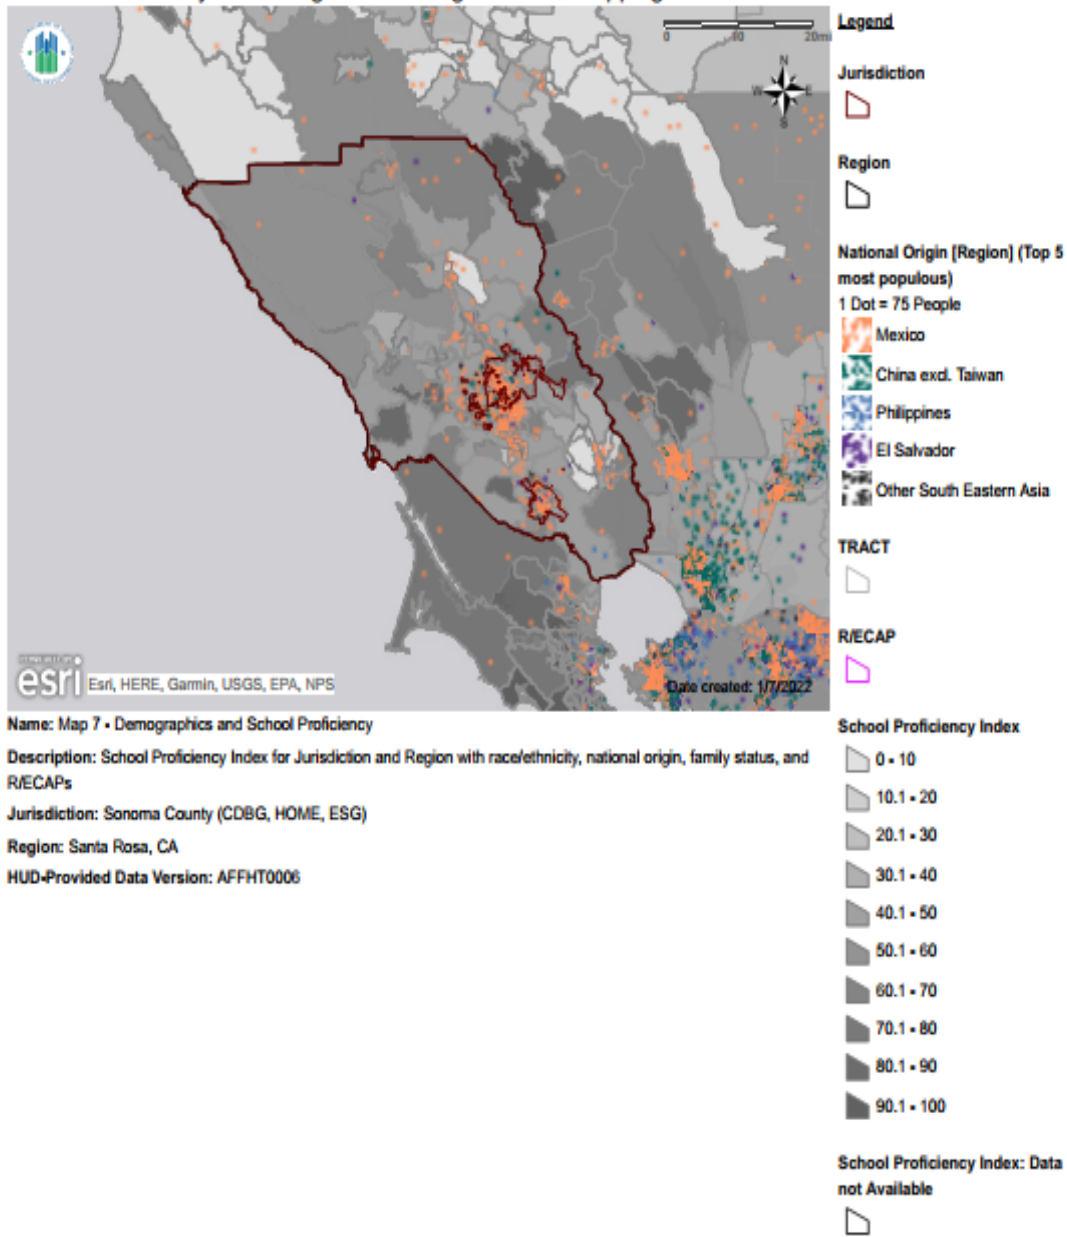 0 10 20mi
N
W E
S
esri Esri, HERE, Garmin, USGS, EPA, NPS
Date created: 1/7/2022
Name: Map 7 - Demographics and School Proficiency
Description: School Proficiency Index for Jurisdiction and Region with race/ethnicity, national origin, family status, and
R/ECAPs
Jurisdiction: Sonoma County (CDBG, HOME, ESG)
Region: Santa Rosa, CA
HUD-Provided Data Version: AFFHT0006
Legend
Jurisdiction
Region
National Origin [Region] (Top 5
most populous)
1 Dot = 75 People
Mexico
China excl. Taiwan
Philippines
El Salvador
Other South Eastern Asia
TRACT
R/ECAP
School Proficiency Index
0 - 10
10.1 - 20
20.1 - 30
30.1 - 40
40.1 - 50
50.1 - 60
60.1 - 70
70.1 - 80
80.1 - 90
90.1 - 100
School Proficiency Index: Data
not Available